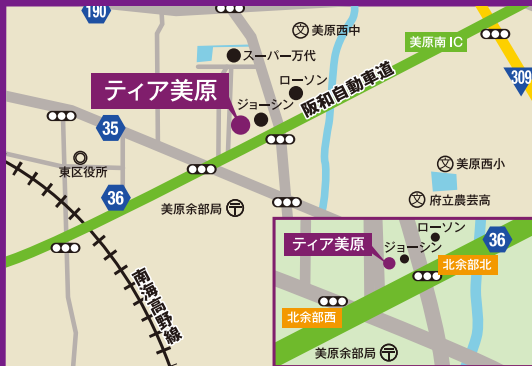 190
美原西中
美原南IC
スーパー万代
309
ティア美原
ローソン
ジョーシン
阪和自動車道
35
東区役所
美原西小
36
美原余部局
府立農芸高
南海高野線
ローソン
36
ティア美原
ジョーシン
北余部北
北余部西
美原余部局